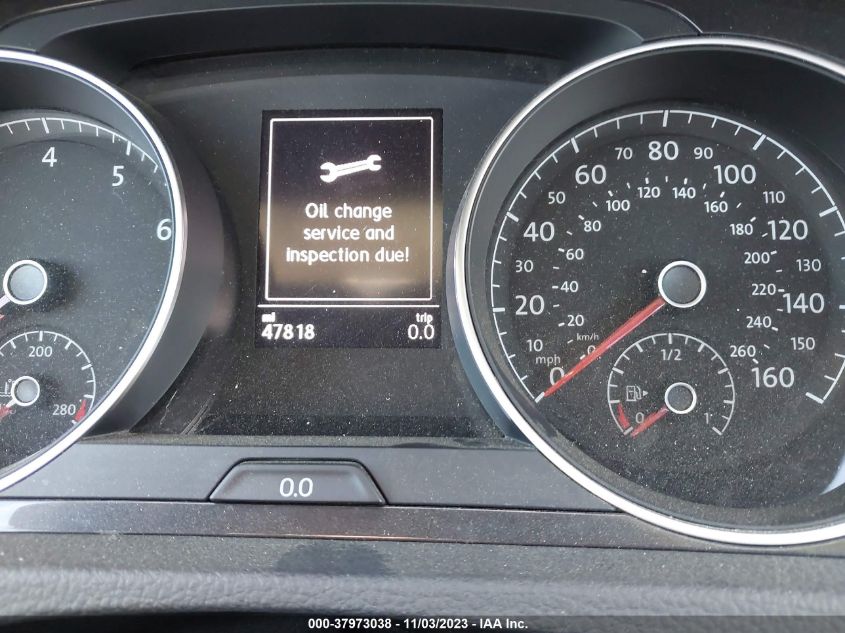 Oil change
service and
inspection due!
mi trip
47818 0.0
4
5
6
200
280
0 20 40 60 80 100 120 140 160
10 30 50 70 90 110 130 150
mph
0 20 40 60 80 100 120 140 160 180 200 220 240 260
km/h
0 1/2 1
0.0
000-37973038 - 11/03/2023 - © IAA Inc.